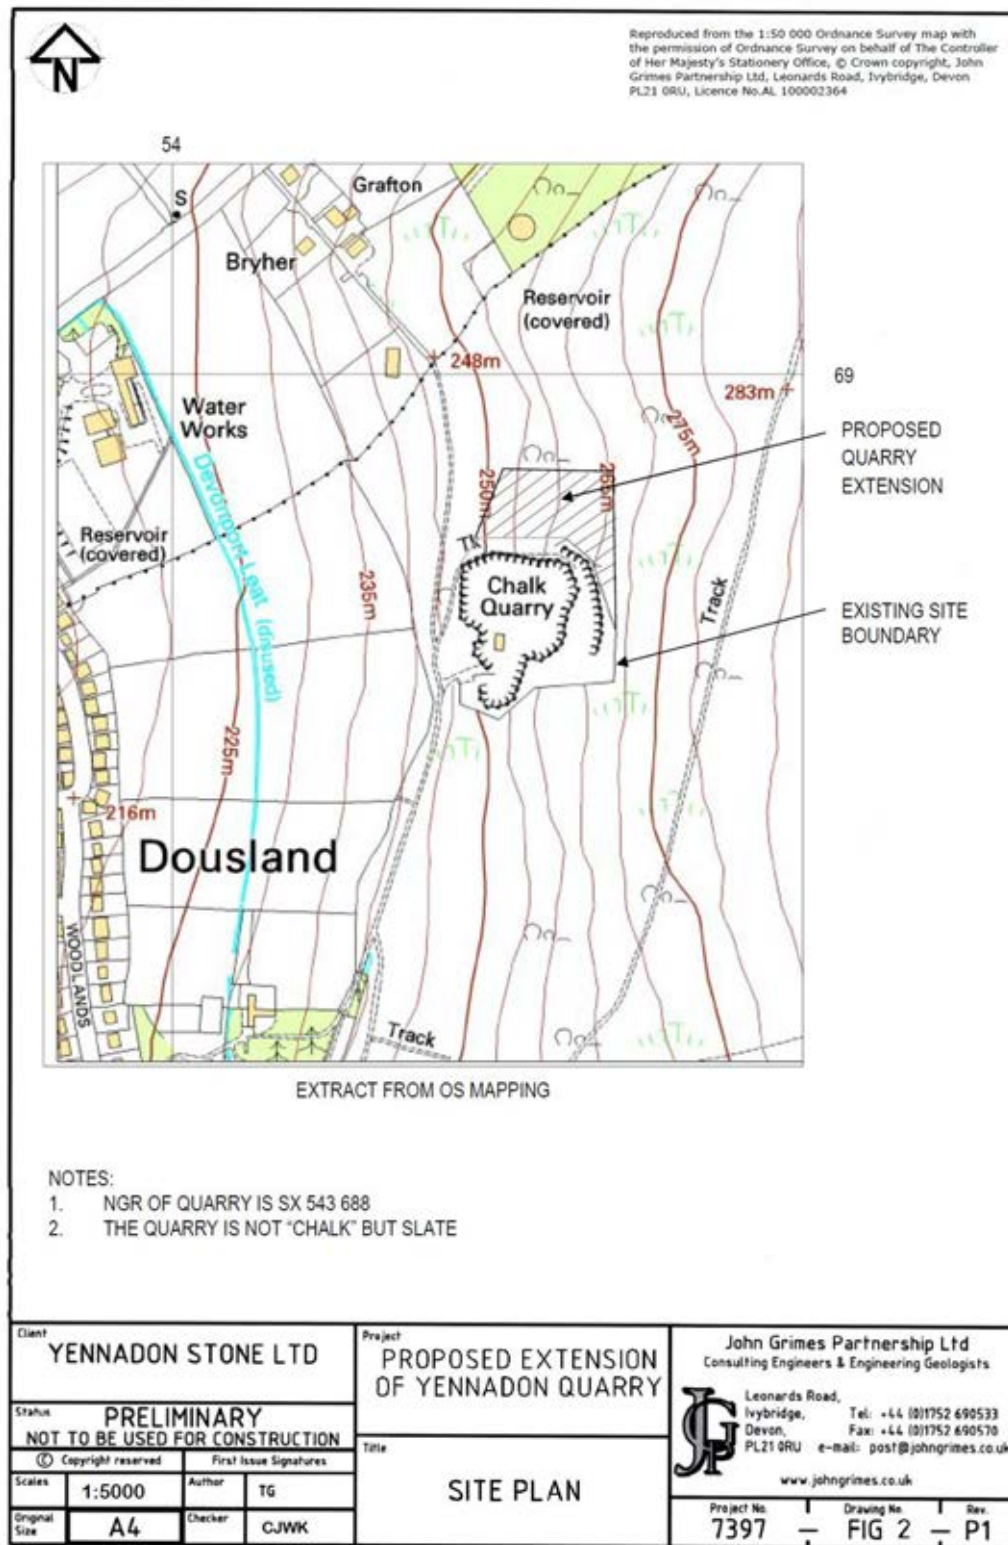 N
Reproduced from the 1:50 000 Ordnance Survey map with
the permission of Ordnance Survey on behalf of The Controller
of Her Majesty's Stationery Office, © Crown copyright, John
Grimes Partnership Ltd, Leonards Road, Ivybridge, Devon
PL21 0RU, Licence No.AL 100002364
54
S
Grafton
Bryher
Reservoir
(covered)
248m
69
283m
Water
Works
275m
PROPOSED
QUARRY
EXTENSION
Devonport Leat (disused)
250m
265m
Reservoir
(covered)
TK
235m
Chalk
Quarry
Track
EXISTING SITE
BOUNDARY
225m
216m
Dousland
WOODLANDS
Track
EXTRACT FROM OS MAPPING
NOTES:
1. NGR OF QUARRY IS SX 543 688
2. THE QUARRY IS NOT "CHALK" BUT SLATE
Client
YENNADON STONE LTD
Status
PRELIMINARY
NOT TO BE USED FOR CONSTRUCTION
© Copyright reserved
First Issue Signatures
Scales
1:5000
Author
TG
Original
Size
A4
Checker
CJWK
Project
PROPOSED EXTENSION
OF YENNADON QUARRY
Title
SITE PLAN
John Grimes Partnership Ltd
Consulting Engineers & Engineering Geologists
JGP
Leonards Road,
Ivybridge, Tel: +44 (0)1752 690533
Devon, Fax: +44 (0)1752 690570
PL21 0RU e-mail: post@johngrimes.co.uk
www.johngrimes.co.uk
Project No. Drawing No. Rev.
7397 — FIG 2 — P1